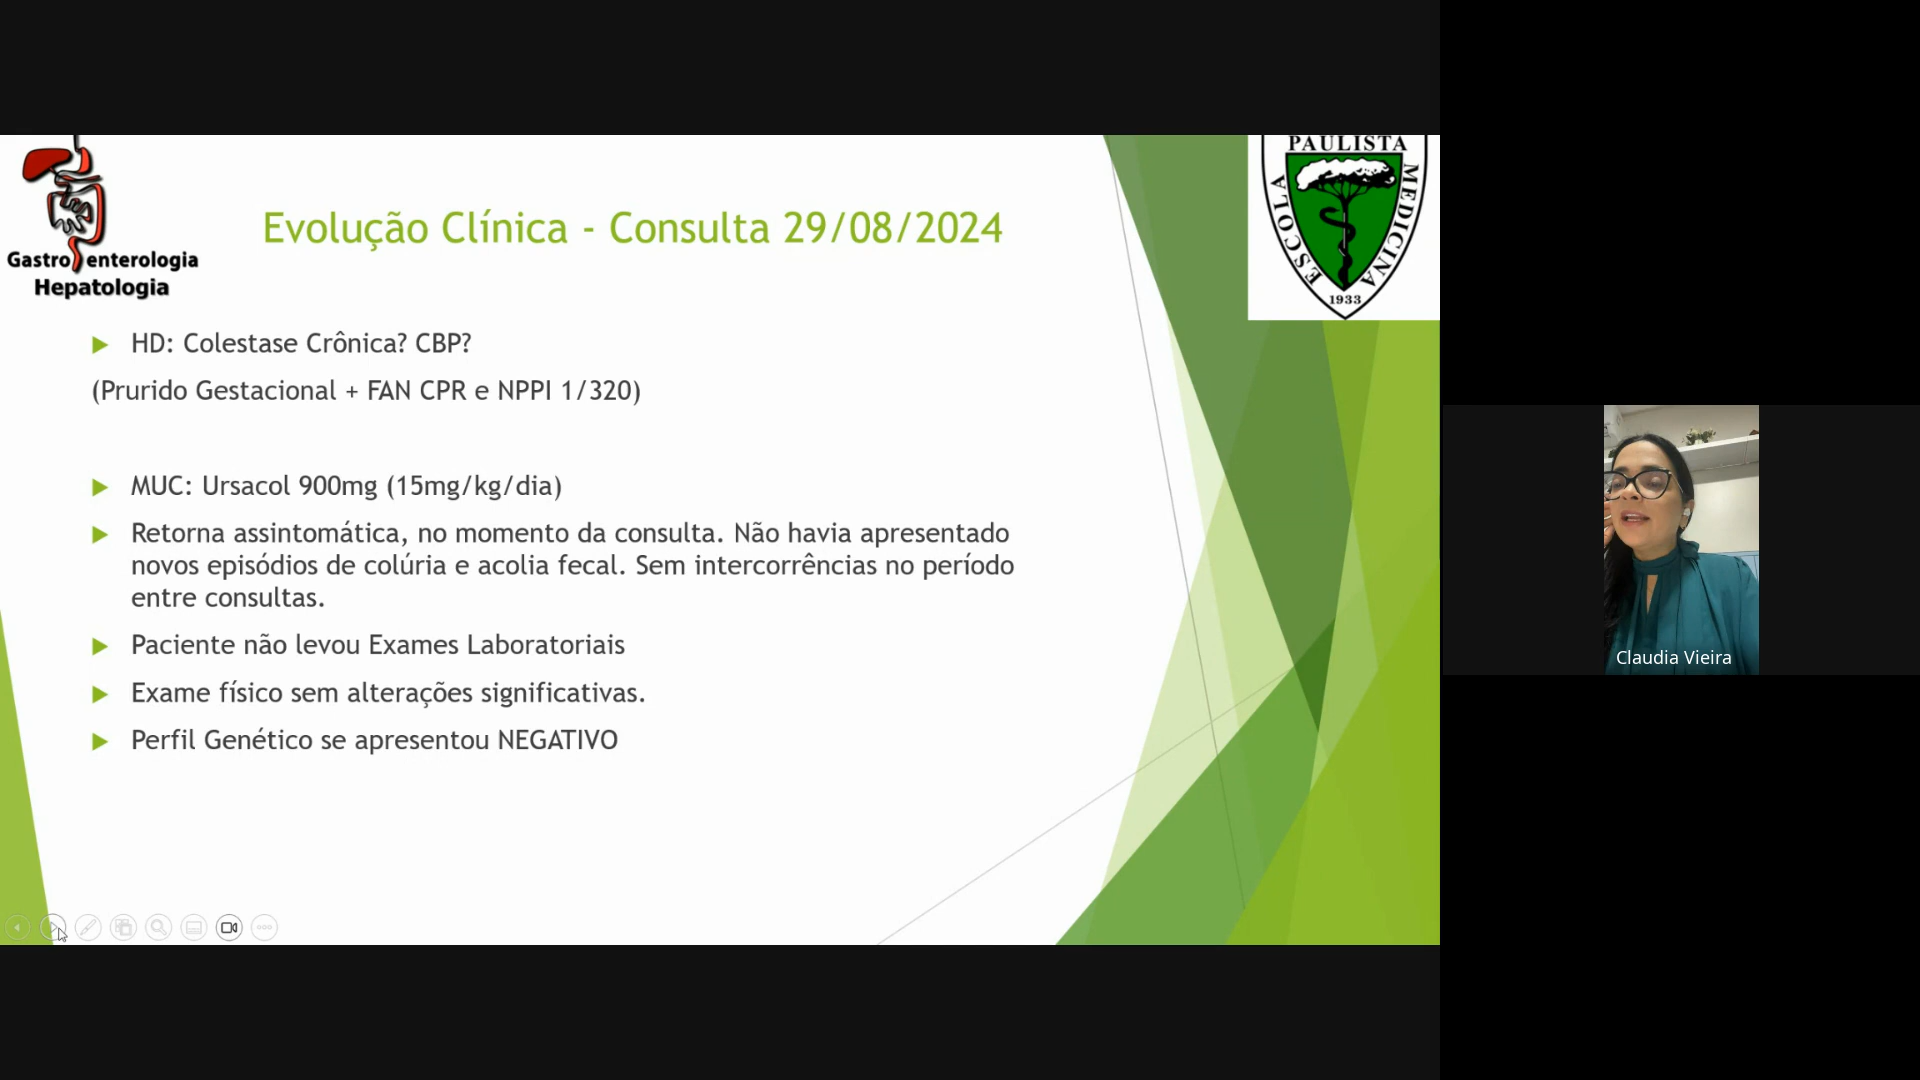 Gastroenterologia
Hepatologia
Evolução Clínica - Consulta 29/08/2024
ESCOLA PAULISTA MEDICINA
1933
HD: Colestase Crônica? CBP?
(Prurido Gestacional + FAN CPR e NPPI 1/320)
MUC: Ursacol 900mg (15mg/kg/dia)
Retorna assintomática, no momento da consulta. Não havia apresentado
novos episódios de colúria e acolia fecal. Sem intercorrências no período
entre consultas.
Paciente não levou Exames Laboratoriais
Exame físico sem alterações significativas.
Perfil Genético se apresentou NEGATIVO
Claudia Vieira